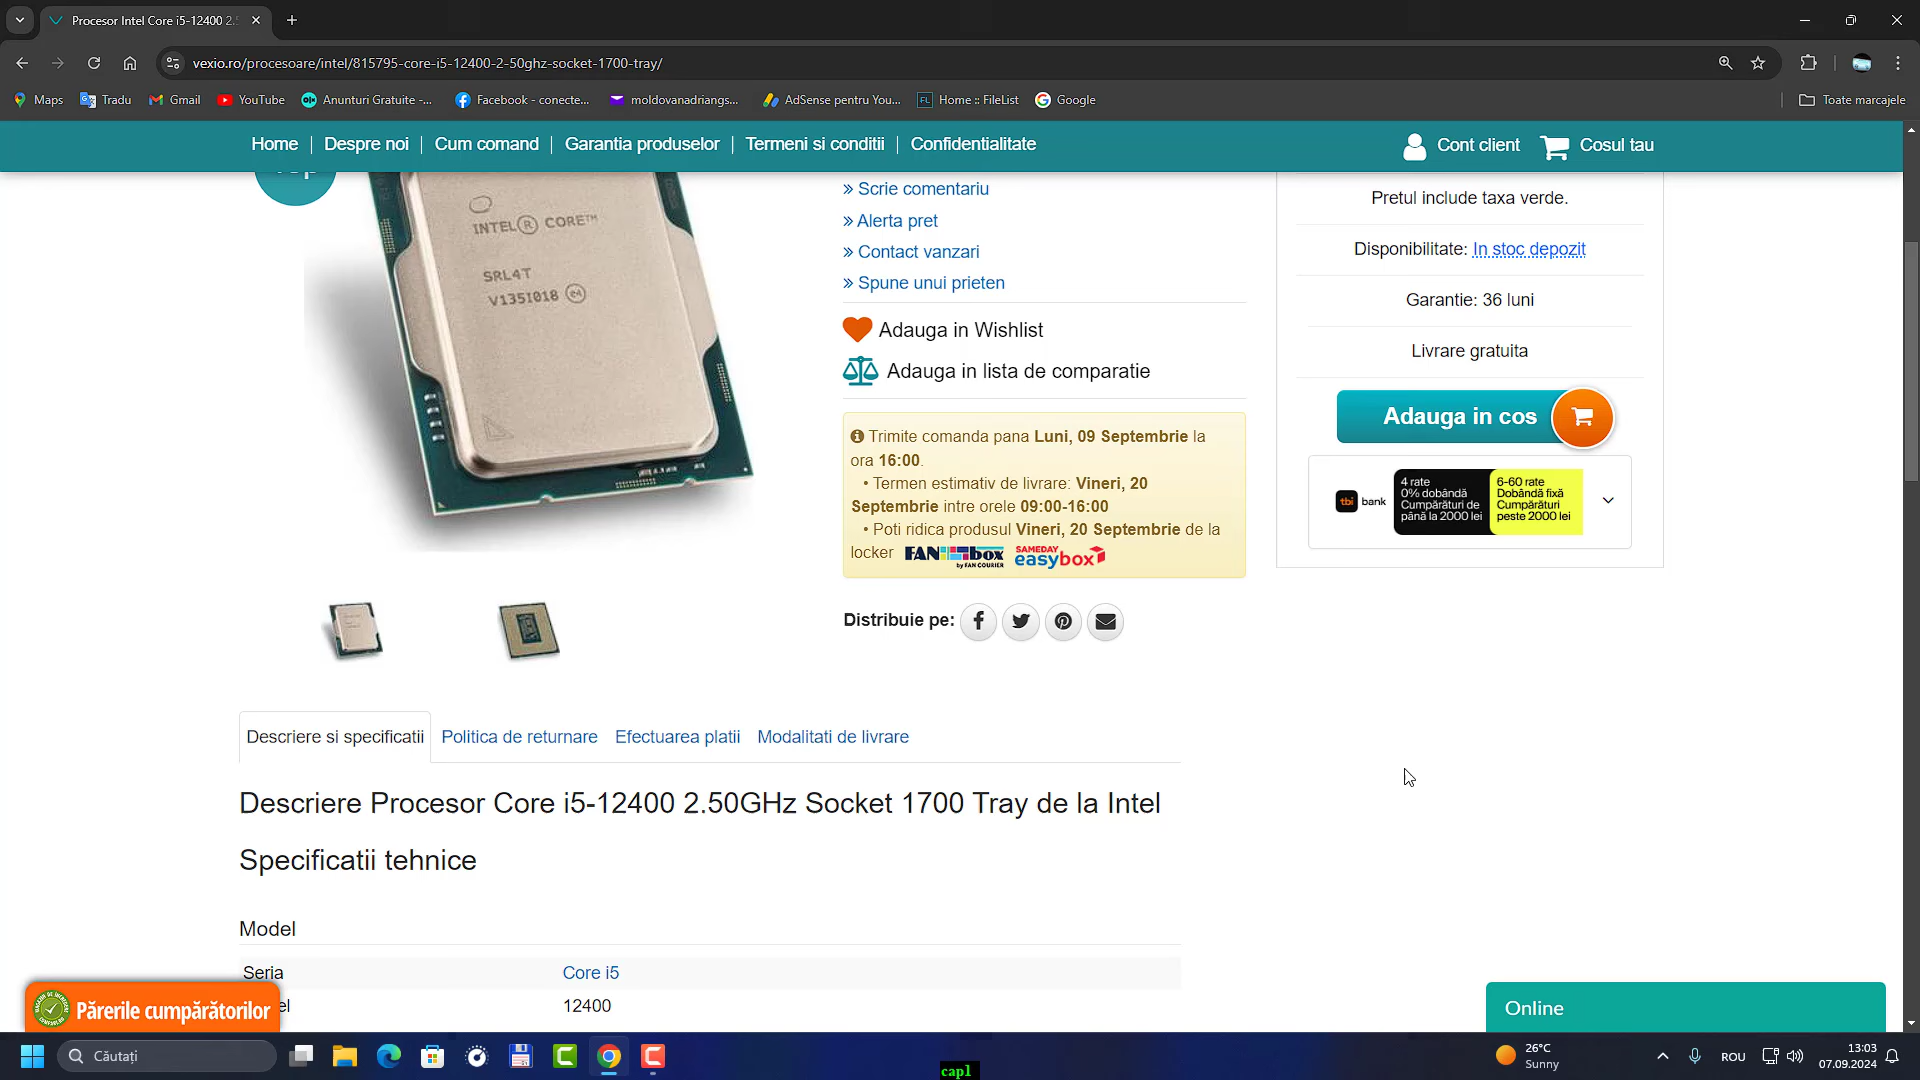 Procesor Intel Core i5-12400 2.5
vexio.ro/procesoare/intel/815795-core-i5-12400-2-50ghz-socket-1700-tray/
Maps
Tradu
Gmail
YouTube
Anunturi Gratuite -...
Facebook - conecte...
moldovanadriangs...
AdSense pentru You...
FL Home :: FileList
Google
Toate marcajele
Home
Despre noi
Cum comand
Garantia produselor
Termeni si conditii
Confidentialitate
Cont client
Cosul tau
INTEL® CORE™
SRL4T
V135I018 e4
» Scrie comentariu
» Alerta pret
» Contact vanzari
» Spune unui prieten
Adauga in Wishlist
Adauga in lista de comparatie
Trimite comanda pana Luni, 09 Septembrie la
ora 16:00.
• Termen estimativ de livrare: Vineri, 20
Septembrie intre orele 09:00-16:00
• Poti ridica produsul Vineri, 20 Septembrie de la
locker FANbox by FAN COURIER SAMEDAY easybox
Distribuie pe:
Pretul include taxa verde.
Disponibilitate: In stoc depozit
Garantie: 36 luni
Livrare gratuita
Adauga in cos
tbi bank
4 rate
0% dobândă
Cumpărături de
până la 2000 lei
6-60 rate
Dobândă fixă
Cumpărături
peste 2000 lei
Descriere si specificatii
Politica de returnare
Efectuarea platii
Modalitati de livrare
Descriere Procesor Core i5-12400 2.50GHz Socket 1700 Tray de la Intel
Specificatii tehnice
Model
Seria Core i5
el 12400
Părerile cumpărătorilor
Online
Căutați
capl
26°C
Sunny
ROU
13:03
07.09.2024